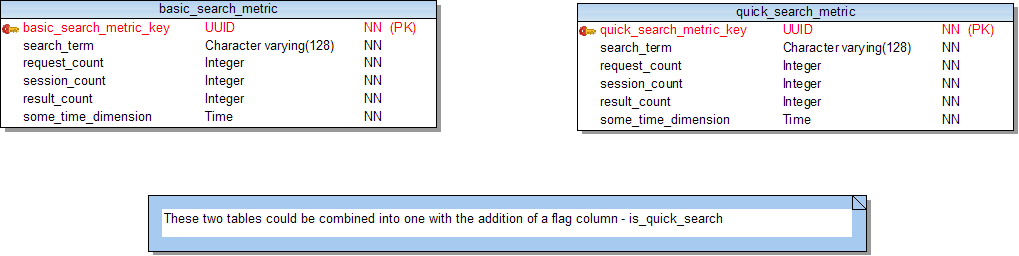 basic_search_metric
basic_search_metric_key UUID NN (PK)
search_term Character varying(128) NN
request_count Integer NN
session_count Integer NN
result_count Integer NN
some_time_dimension Time NN
quick_search_metric
quick_search_metric_key UUID NN (PK)
search_term Character varying(128) NN
request_count Integer NN
session_count Integer NN
result_count Integer NN
some_time_dimension Time NN
These two tables could be combined into one with the addition of a flag column - is_quick_search